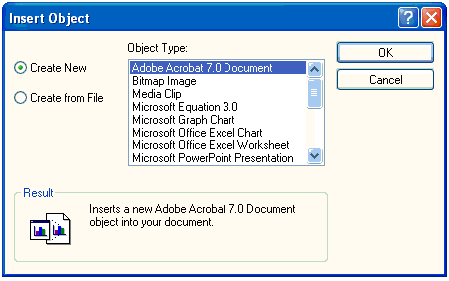 Insert Object
Object Type:
Create New
Create from File
Adobe Acrobat 7.0 Document
Bitmap Image
Media Clip
Microsoft Equation 3.0
Microsoft Graph Chart
Microsoft Office Excel Chart
Microsoft Office Excel Worksheet
Microsoft PowerPoint Presentation
OK
Cancel
Result
Inserts a new Adobe Acrobat 7.0 Document
object into your document.